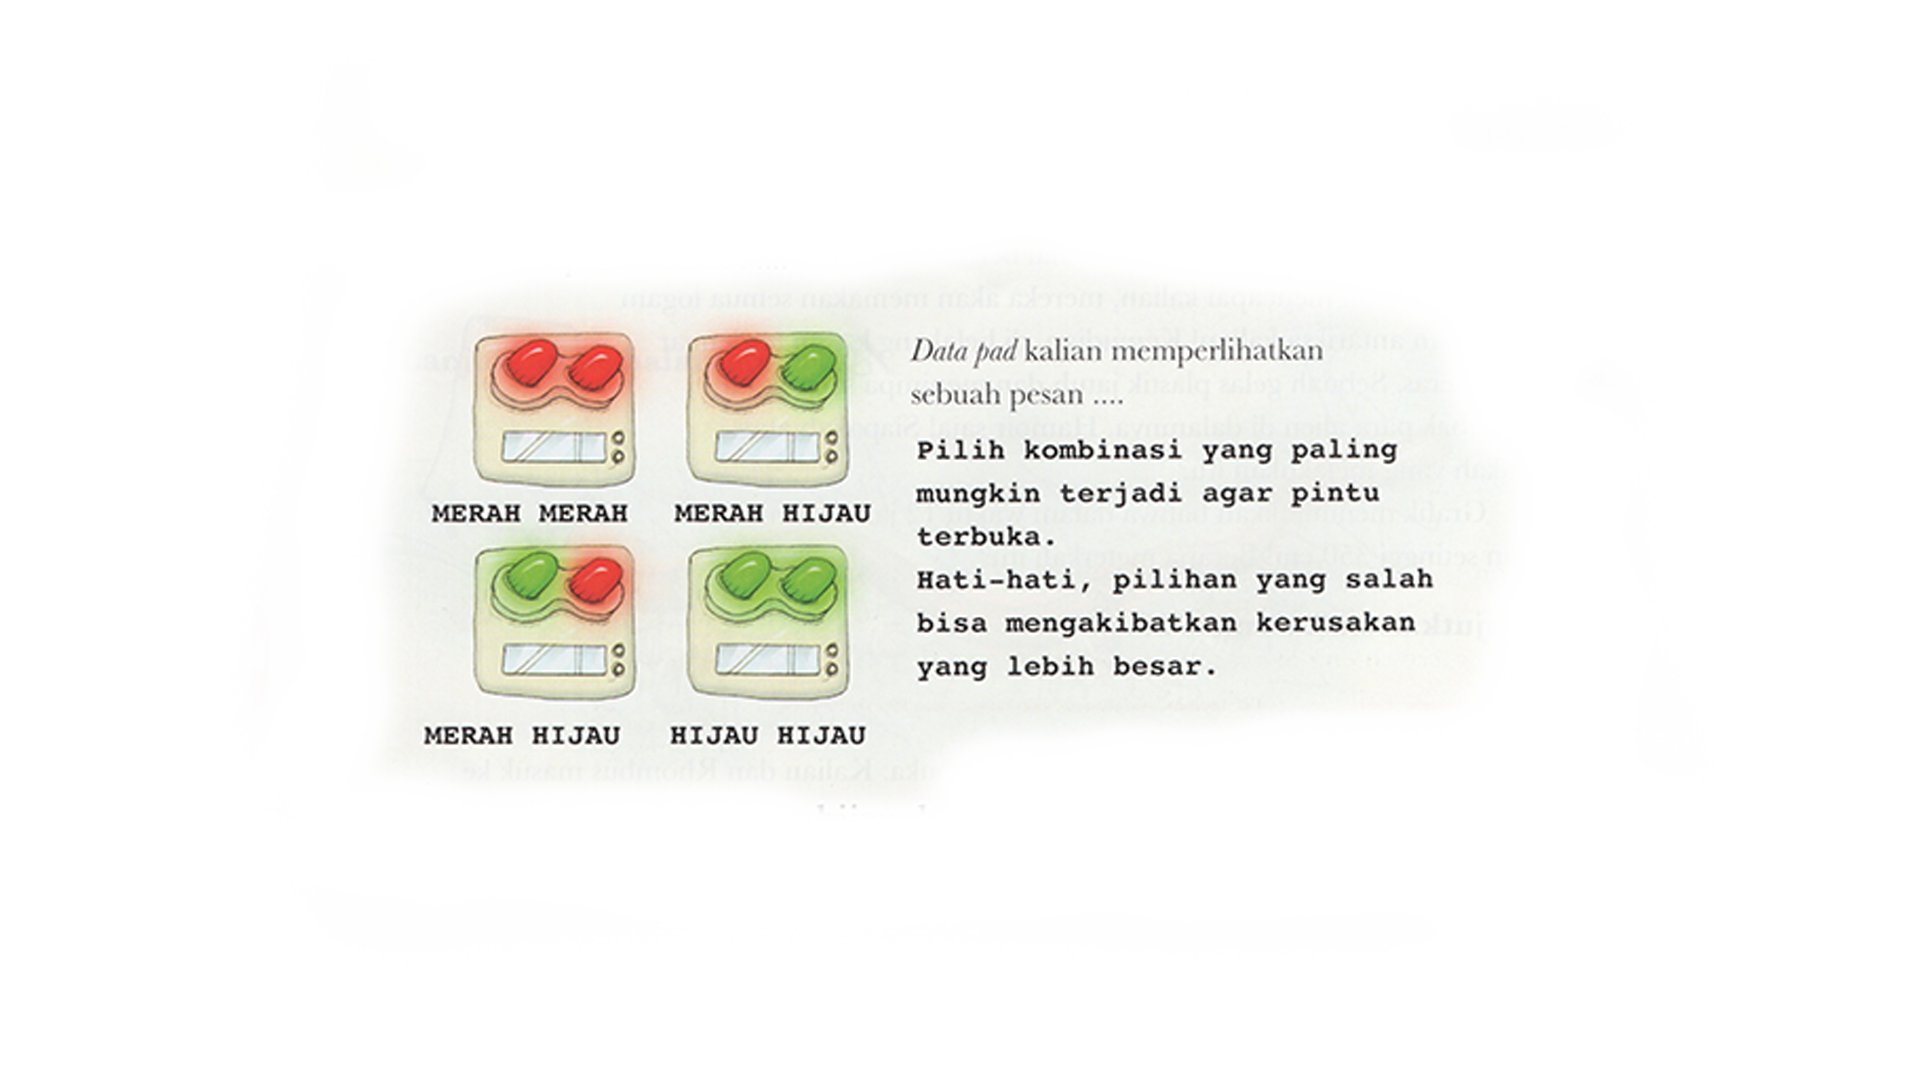 MERAH MERAH
MERAH HIJAU
MERAH HIJAU
HIJAU HIJAU
Data pad kalian memperlihatkan
sebuah pesan ....
Pilih kombinasi yang paling
mungkin terjadi agar pintu
terbuka.
Hati-hati, pilihan yang salah
bisa mengakibatkan kerusakan
yang lebih besar.